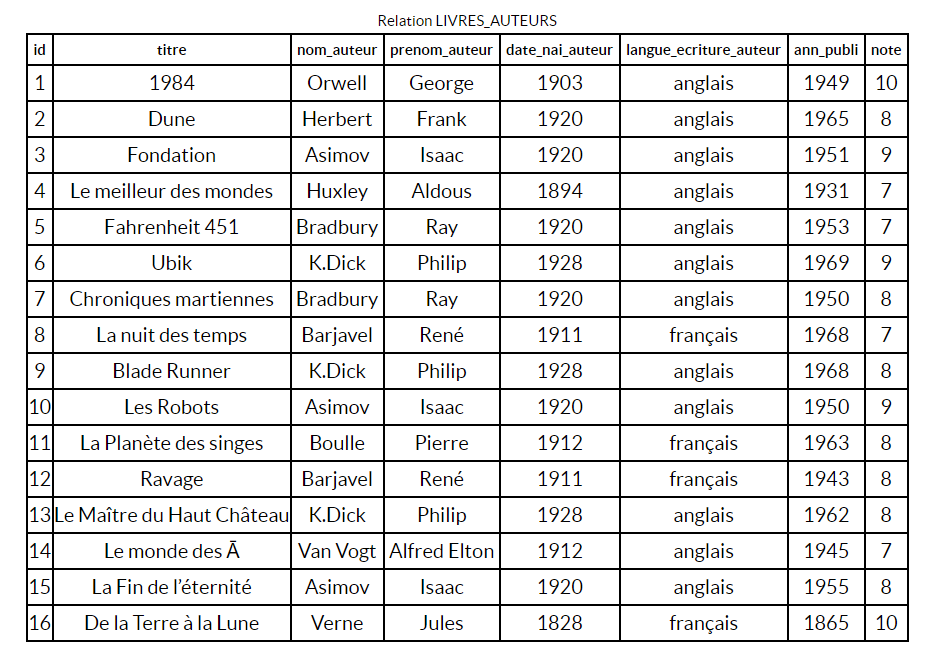 Relation LIVRES_AUTEURS
id titre nom_auteur prenom_auteur date_nai_auteur langue_ecriture_auteur ann_publi note
1 1984 Orwell George 1903 anglais 1949 10
2 Dune Herbert Frank 1920 anglais 1965 8
3 Fondation Asimov Isaac 1920 anglais 1951 9
4 Le meilleur des mondes Huxley Aldous 1894 anglais 1931 7
5 Fahrenheit 451 Bradbury Ray 1920 anglais 1953 7
6 Ubik K.Dick Philip 1928 anglais 1969 9
7 Chroniques martiennes Bradbury Ray 1920 anglais 1950 8
8 La nuit des temps Barjavel René 1911 français 1968 7
9 Blade Runner K.Dick Philip 1928 anglais 1968 8
10 Les Robots Asimov Isaac 1920 anglais 1950 9
11 La Planète des singes Boulle Pierre 1912 français 1963 8
12 Ravage Barjavel René 1911 français 1943 8
13 Le Maître du Haut Château K.Dick Philip 1928 anglais 1962 8
14 Le monde des Ā Van Vogt Alfred Elton 1912 anglais 1945 7
15 La Fin de l’éternité Asimov Isaac 1920 anglais 1955 8
16 De la Terre à la Lune Verne Jules 1828 français 1865 10